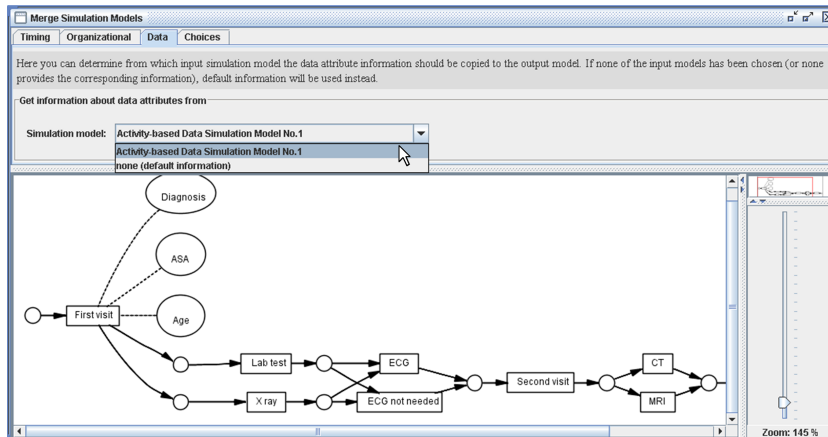 Merge Simulation Models
Timing Organizational Data Choices
Here you can determine from which input simulation model the data attribute information should be copied to the output model. If none of the input models has been chosen (or none
provides the corresponding information), default information will be used instead.
Get information about data attributes from
Simulation model: Activity-based Data Simulation Model No.1
Activity-based Data Simulation Model No.1
none (default information)
Diagnosis
ASA
First visit
Age
Lab test
ECG
CT
Second visit
X ray
ECG not needed
MRI
Zoom: 145 %